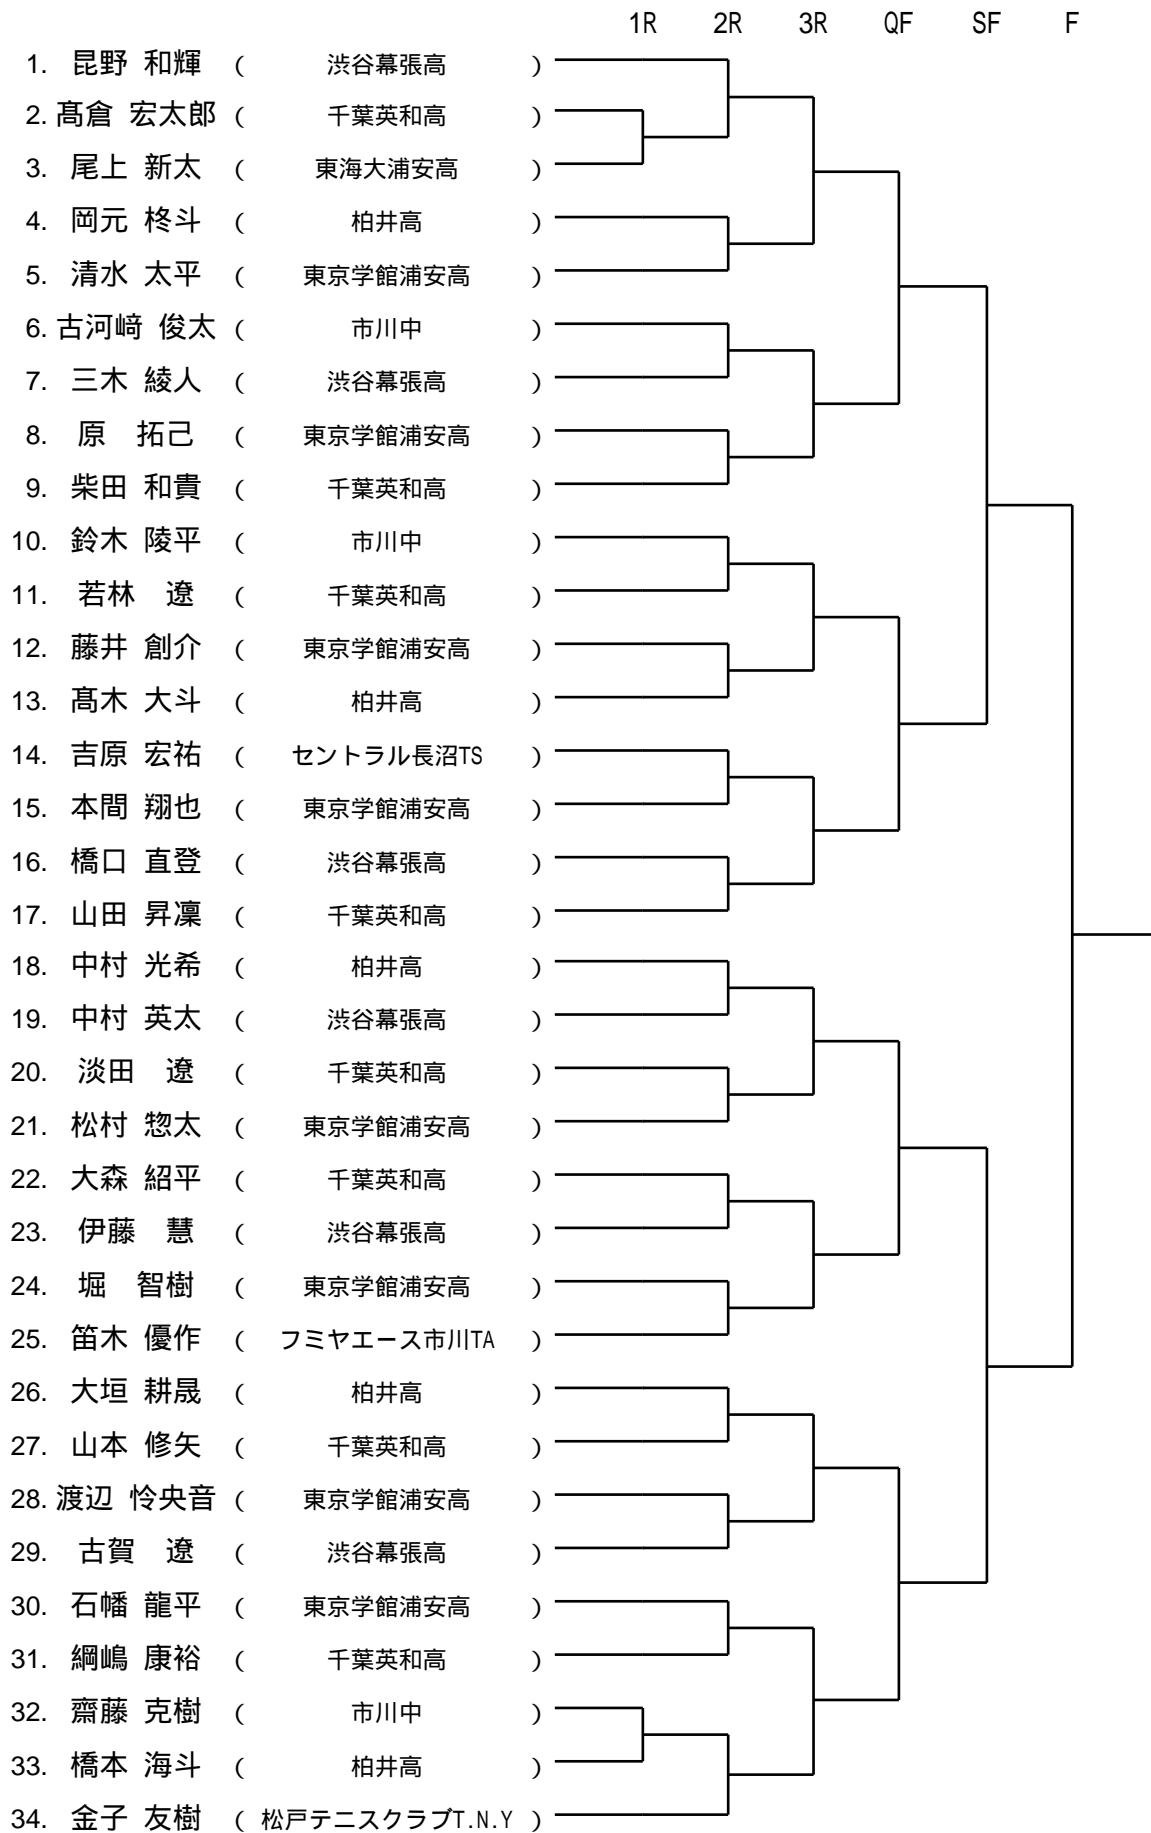 1R 2R 3R QF SF F
1. 昆野 和輝 ( 渋谷幕張高 )
2. 髙倉 宏太郎 ( 千葉英和高 )
3. 尾上 新太 ( 東海大浦安高 )
4. 岡元 柊斗 ( 柏井高 )
5. 清水 太平 ( 東京学館浦安高 )
6. 古河﨑 俊太 ( 市川中 )
7. 三木 綾人 ( 渋谷幕張高 )
8. 原 拓己 ( 東京学館浦安高 )
9. 柴田 和貴 ( 千葉英和高 )
10. 鈴木 陵平 ( 市川中 )
11. 若林 遼 ( 千葉英和高 )
12. 藤井 創介 ( 東京学館浦安高 )
13. 髙木 大斗 ( 柏井高 )
14. 吉原 宏祐 ( セントラル長沼TS )
15. 本間 翔也 ( 東京学館浦安高 )
16. 橋口 直登 ( 渋谷幕張高 )
17. 山田 昇凜 ( 千葉英和高 )
18. 中村 光希 ( 柏井高 )
19. 中村 英太 ( 渋谷幕張高 )
20. 淡田 遼 ( 千葉英和高 )
21. 松村 惣太 ( 東京学館浦安高 )
22. 大森 紹平 ( 千葉英和高 )
23. 伊藤 慧 ( 渋谷幕張高 )
24. 堀 智樹 ( 東京学館浦安高 )
25. 笛木 優作 ( フミヤエース市川TA )
26. 大垣 耕晟 ( 柏井高 )
27. 山本 修矢 ( 千葉英和高 )
28. 渡辺 怜央音 ( 東京学館浦安高 )
29. 古賀 遼 ( 渋谷幕張高 )
30. 石幡 龍平 ( 東京学館浦安高 )
31. 綱嶋 康裕 ( 千葉英和高 )
32. 齋藤 克樹 ( 市川中 )
33. 橋本 海斗 ( 柏井高 )
34. 金子 友樹 ( 松戸テニスクラブT.N.Y )